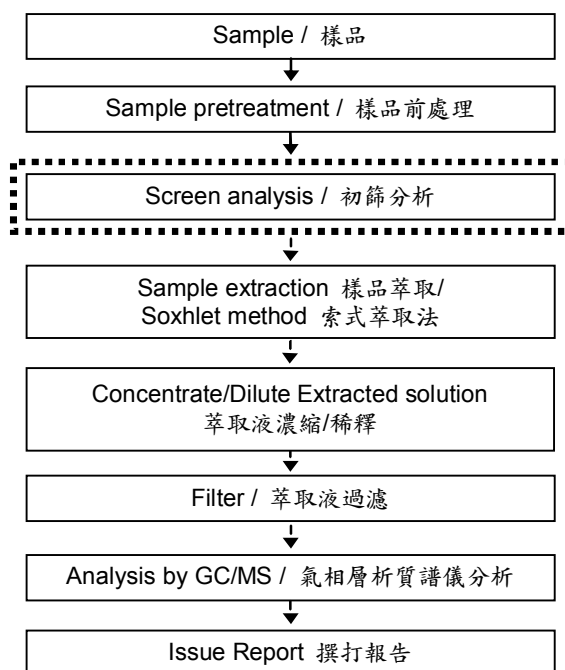 Sample / 樣品
Sample pretreatment / 樣品前處理
Screen analysis / 初篩分析
Sample extraction 樣品萃取/
Soxhlet method 索式萃取法
Concentrate/Dilute Extracted solution
萃取液濃縮/稀釋
Filter / 萃取液過濾
Analysis by GC/MS / 氣相層析質譜儀分析
Issue Report 撰打報告